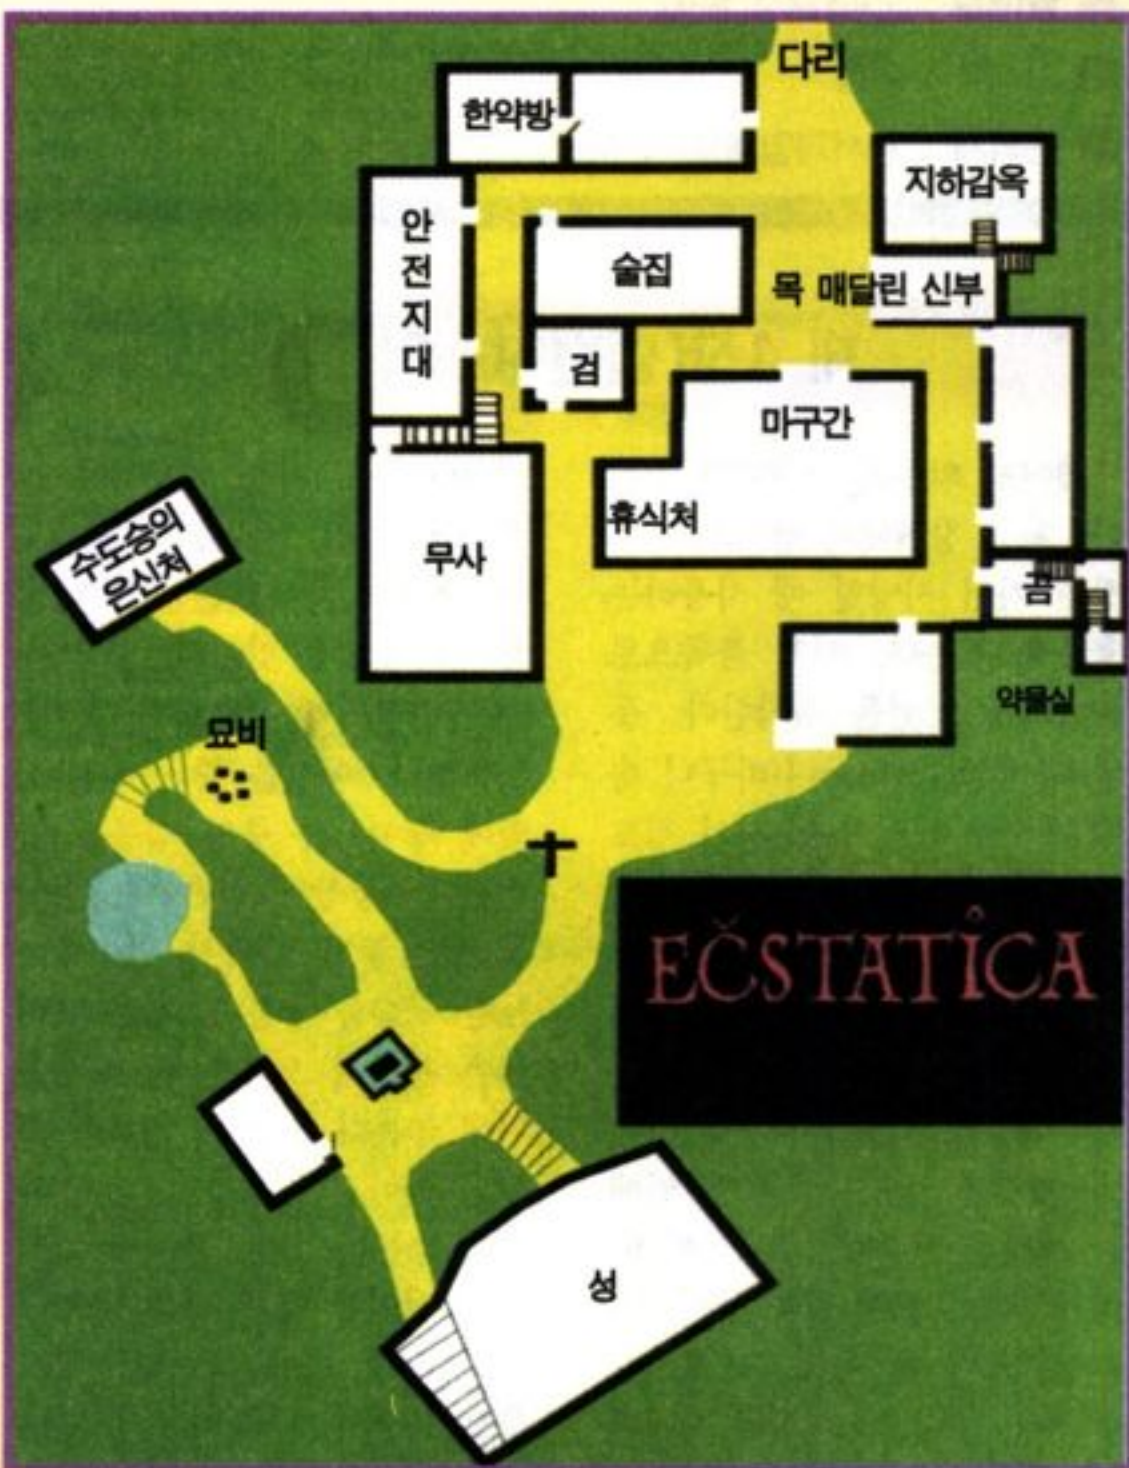 다리
한약방
지하감옥
안전지대
술집
목 매달린 신부
검
마구간
휴식처
무사
수도승의
은신처
곰
약물실
묘비
EČSTATÎCA
성